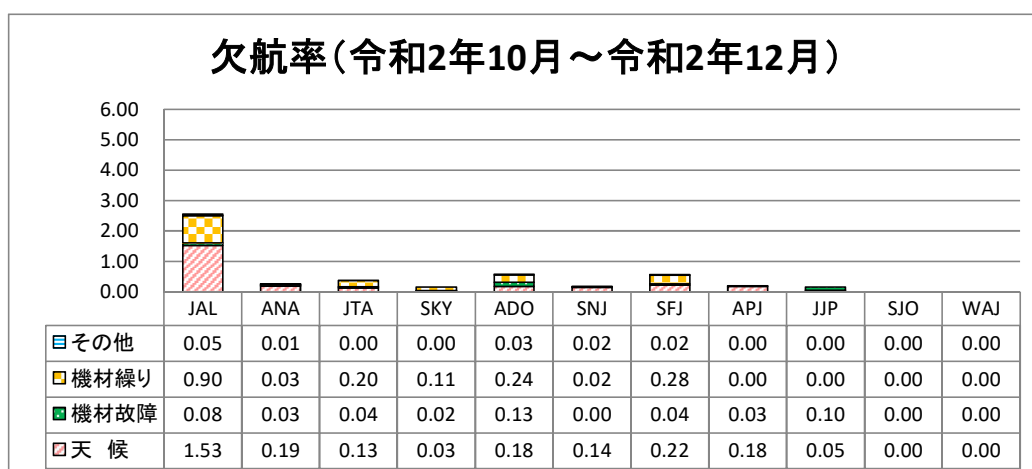 欠航率（令和2年10月～令和2年12月）
6.00
5.00
4.00
3.00
2.00
1.00
0.00
JAL ANA JTA SKY ADO SNJ SFJ APJ JJP SJO WAJ
その他 0.05 0.01 0.00 0.00 0.03 0.02 0.02 0.00 0.00 0.00 0.00
機材繰り 0.90 0.03 0.20 0.11 0.24 0.02 0.28 0.00 0.00 0.00 0.00
機材故障 0.08 0.03 0.04 0.02 0.13 0.00 0.04 0.03 0.10 0.00 0.00
天　候 1.53 0.19 0.13 0.03 0.18 0.14 0.22 0.18 0.05 0.00 0.00